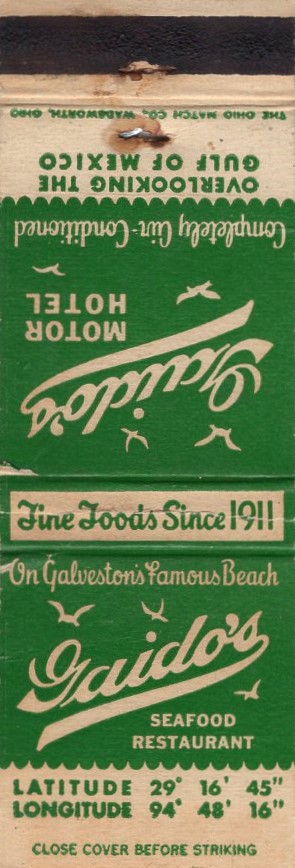 THE OHIO MATCH CO., WADSWORTH, OHIO
OVERLOOKING THE
GULF OF MEXICO
Completely Air-Conditioned
Gaido's
MOTOR
HOTEL
Fine Foods Since 1911
On Galveston's Famous Beach
Gaido's
SEAFOOD
RESTAURANT
LATITUDE 29° 16' 45"
LONGITUDE 94° 48' 16"
CLOSE COVER BEFORE STRIKING